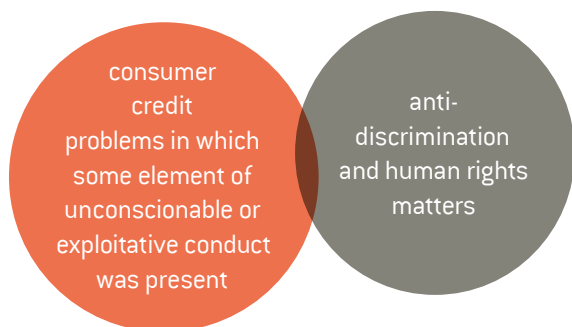 consumer
credit
problems in which
some element of
unconscionable or
exploitative conduct
was present
anti-
discrimination
and human rights
matters